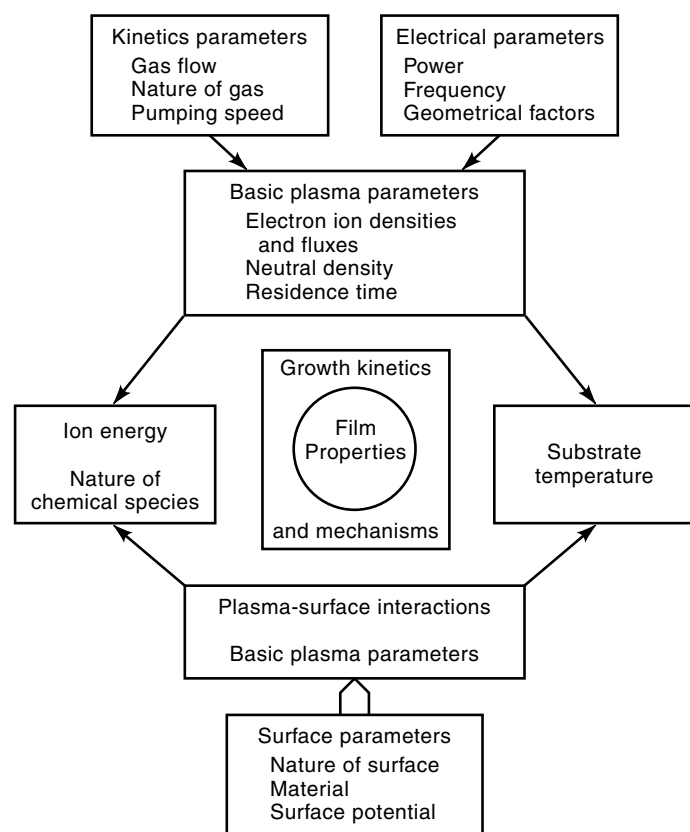 Kinetics parameters
Gas flow
Nature of gas
Pumping speed
Electrical parameters
Power
Frequency
Geometrical factors
Basic plasma parameters
Electron ion densities
and fluxes
Neutral density
Residence time
Growth kinetics
Film
Properties
and mechanisms
Ion energy
Nature of
chemical species
Substrate
temperature
Plasma-surface interactions
Basic plasma parameters
Surface parameters
Nature of surface
Material
Surface potential